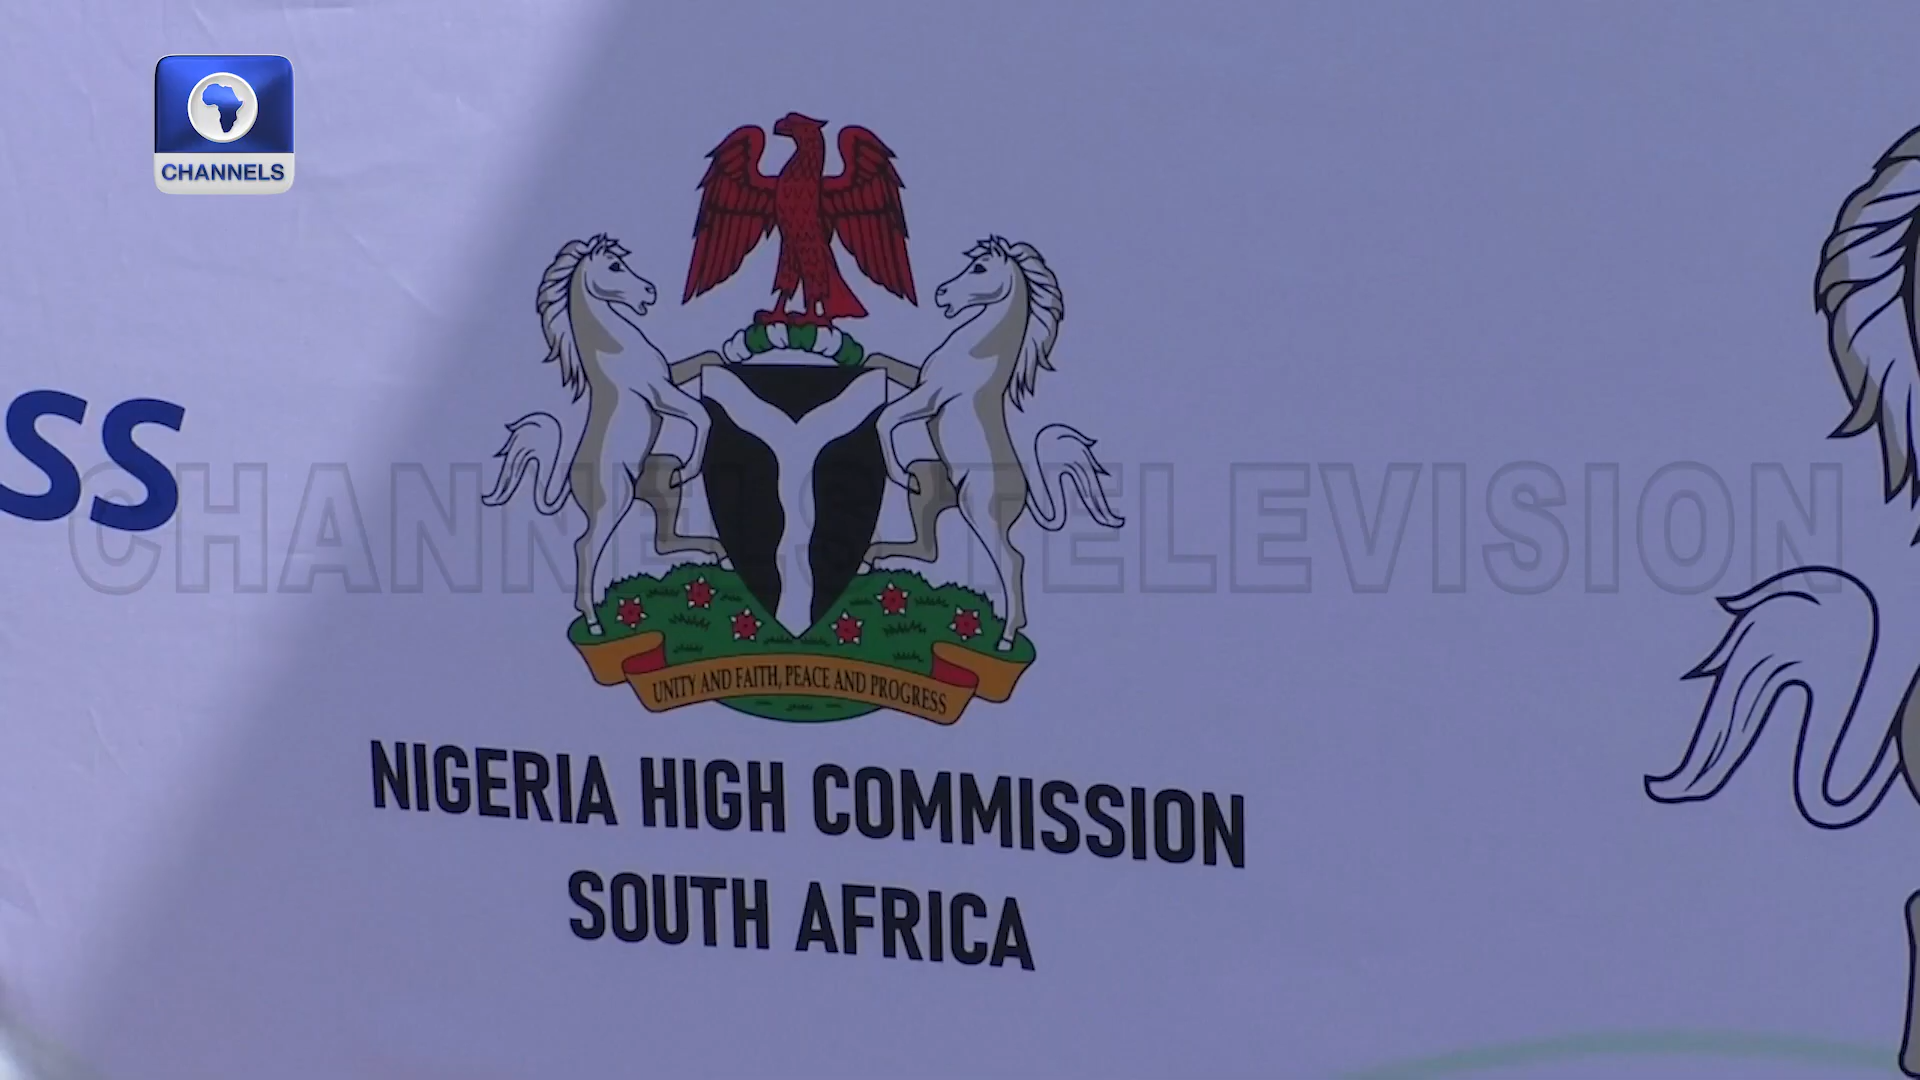 CHANNELS
SS
CHANNELS TELEVISION
UNITY AND FAITH, PEACE AND PROGRESS
NIGERIA HIGH COMMISSION
SOUTH AFRICA